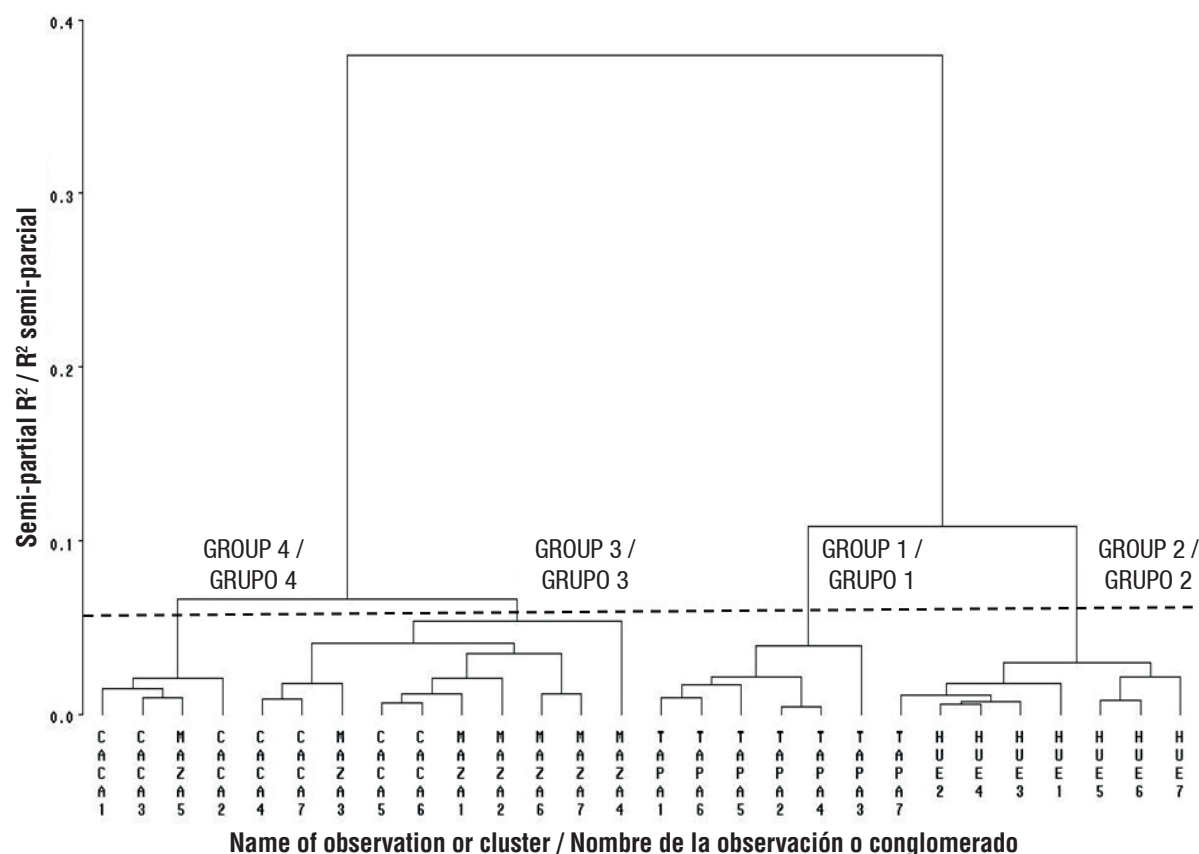 0.4
0.3
0.2
0.1
0.0
Semi-partial R² / R² semi-parcial
GROUP 4 /
GRUPO 4
GROUP 3 /
GRUPO 3
GROUP 1 /
GRUPO 1
GROUP 2 /
GRUPO 2
CACA1
CACA3
MAZA5
CACA2
CACA4
CACA7
MAZA3
CACA5
CACA6
MAZA1
MAZA2
MAZA6
MAZA7
MAZA4
TAPA1
TAPA6
TAPA5
TAPA2
TAPA4
TAPA3
TAPA7
HUE2
HUE4
HUE3
HUE1
HUE5
HUE6
HUE7
Name of observation or cluster / Nombre de la observación o conglomerado